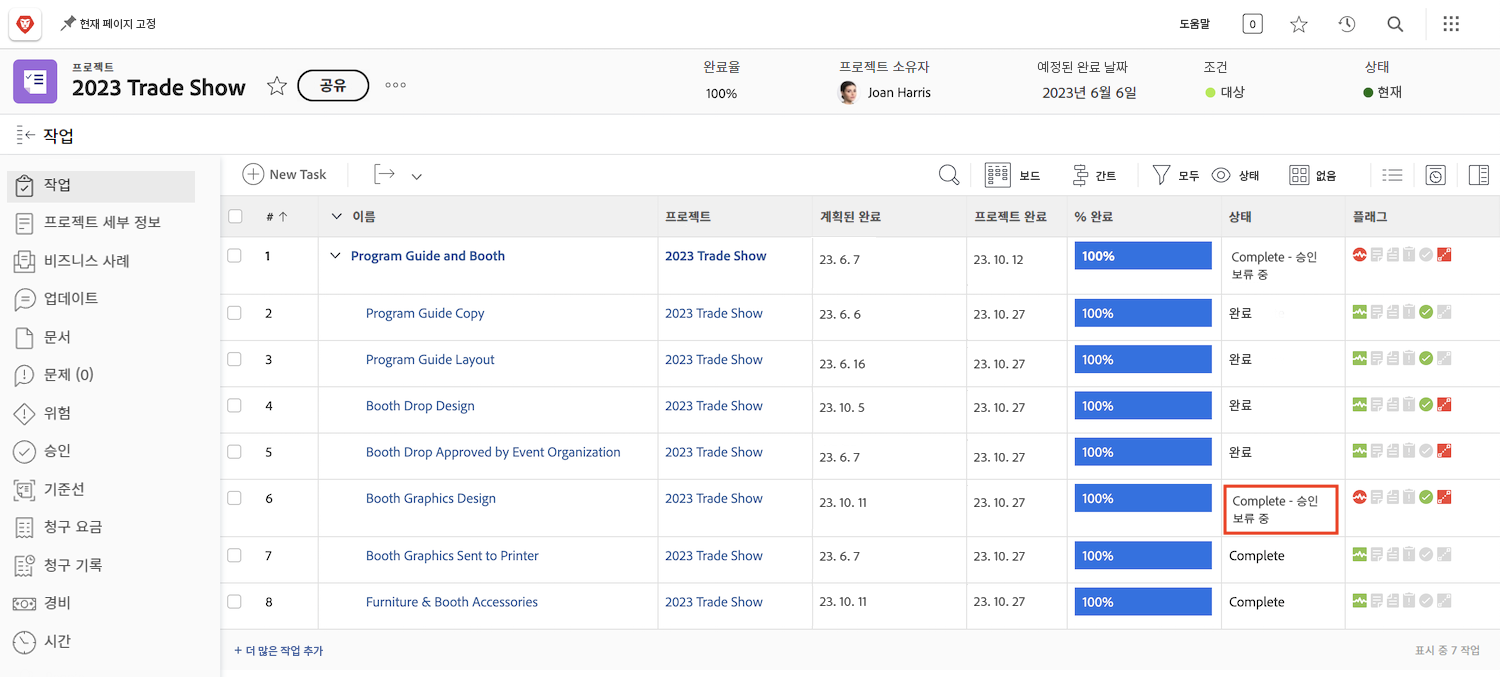 현재 페이지 고정
도움말
0
프로젝트
2023 Trade Show
공유
완료율
100%
프로젝트 소유자
Joan Harris
예정된 완료 날짜
2023년 6월 6일
조건
대상
상태
현재
작업
작업
프로젝트 세부 정보
비즈니스 사례
업데이트
문서
문제 (0)
위험
승인
기준선
청구 요금
청구 기록
경비
시간
New Task
보드
간트
모두
상태
없음
# 이름 프로젝트 계획된 완료 프로젝트 완료 % 완료 상태 플래그
1 Program Guide and Booth 2023 Trade Show 23. 6. 7 23. 10. 12 100% Complete - 승인
보류 중
2 Program Guide Copy 2023 Trade Show 23. 6. 6 23. 10. 27 100% 완료
3 Program Guide Layout 2023 Trade Show 23. 6. 16 23. 10. 27 100% 완료
4 Booth Drop Design 2023 Trade Show 23. 10. 5 23. 10. 27 100% 완료
5 Booth Drop Approved by Event Organization 2023 Trade Show 23. 6. 7 23. 10. 27 100% 완료
6 Booth Graphics Design 2023 Trade Show 23. 10. 11 23. 10. 27 100% Complete - 승인
보류 중
7 Booth Graphics Sent to Printer 2023 Trade Show 23. 6. 7 23. 10. 27 100% Complete
8 Furniture & Booth Accessories 2023 Trade Show 23. 10. 11 23. 10. 27 100% Complete
+ 더 많은 작업 추가
표시 중 7 작업